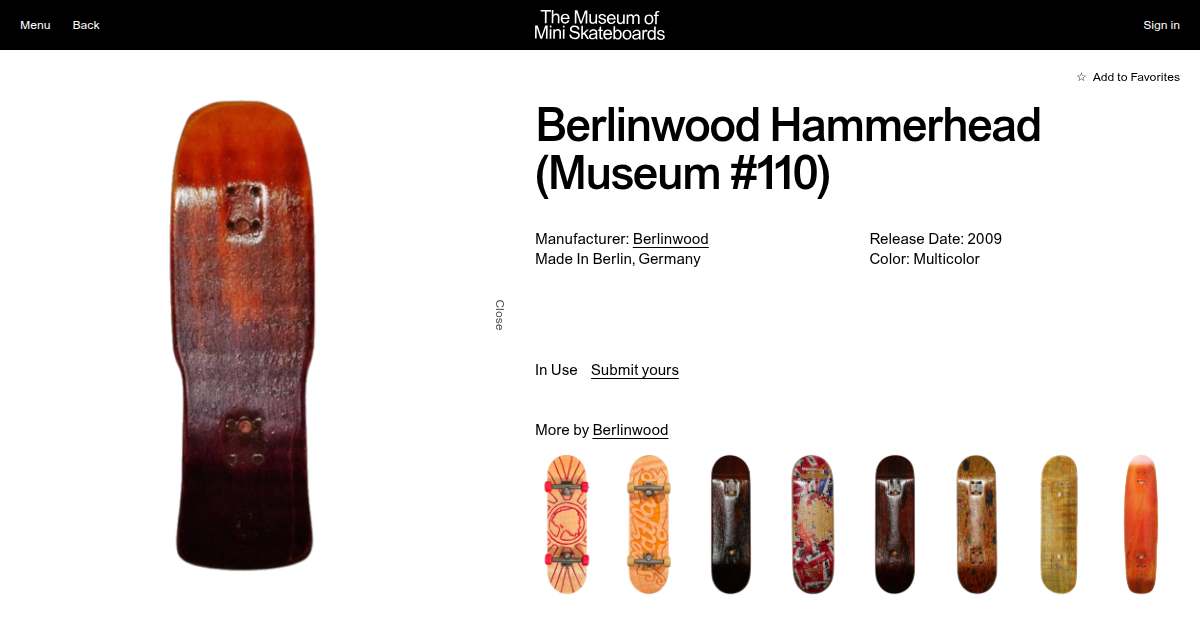 Menu
Back
The Museum of
Mini Skateboards
Sign in
☆ Add to Favorites
Berlinwood Hammerhead
(Museum #110)
Manufacturer: Berlinwood
Made In Berlin, Germany
Release Date: 2009
Color: Multicolor
Close
In Use Submit yours
More by Berlinwood